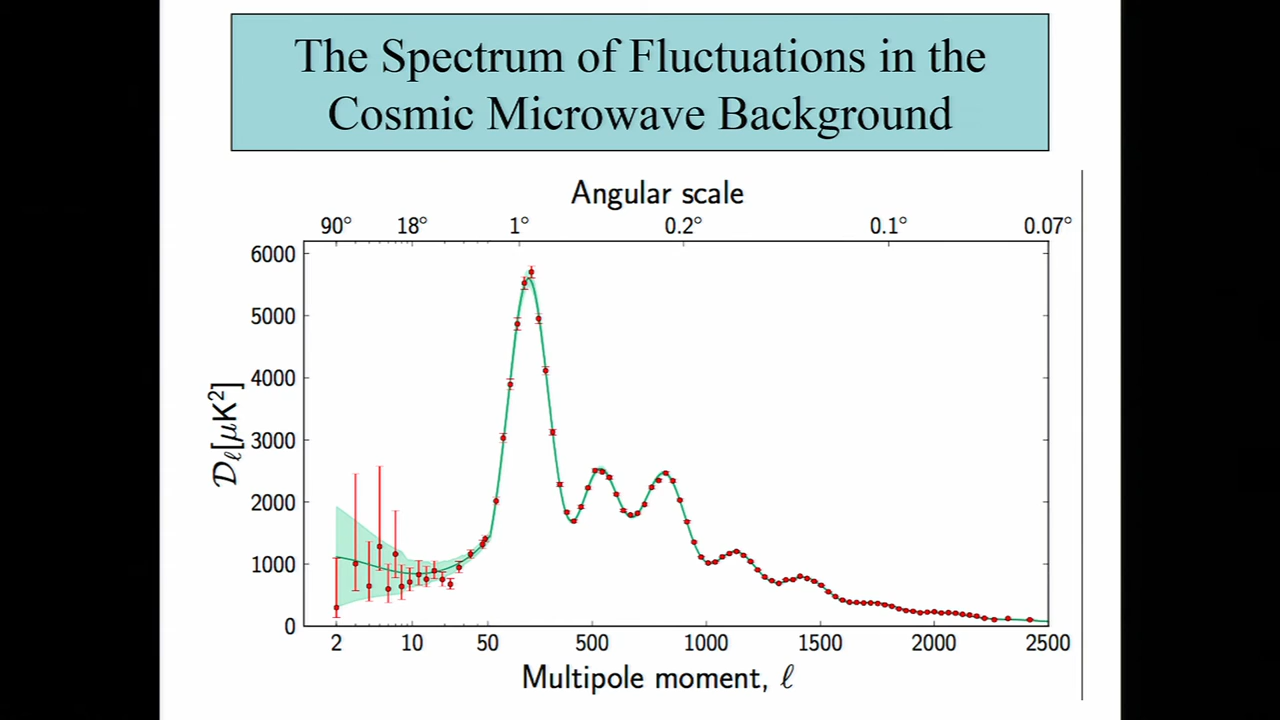 The Spectrum of Fluctuations in the
Cosmic Microwave Background
Angular scale
90° 18° 1° 0.2° 0.1° 0.07°
6000
5000
4000
3000
2000
1000
0
𝒟ℓ[μK²]
2 10 50 500 1000 1500 2000 2500
Multipole moment, ℓ